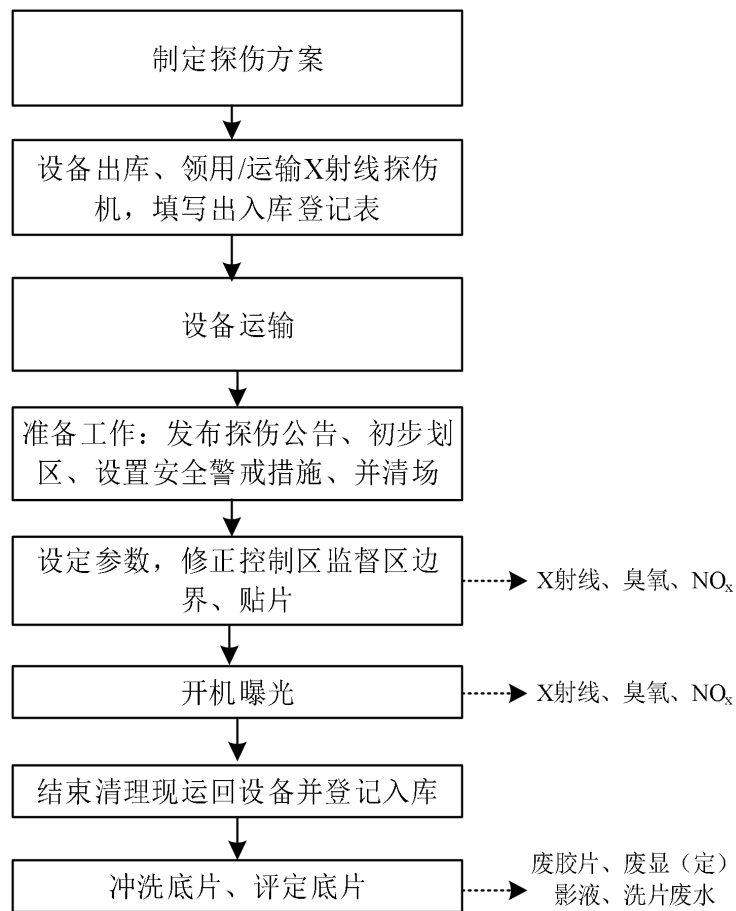 制定探伤方案
设备出库、领用/运输X射线探伤
机，填写出入库登记表
设备运输
准备工作：发布探伤公告、初步划
区、设置安全警戒措施、并清场
设定参数，修正控制区监督区边
界、贴片
X射线、臭氧、NOₓ
开机曝光
X射线、臭氧、NOₓ
结束清理现运回设备并登记入库
冲洗底片、评定底片
废胶片、废显（定）
影液、洗片废水